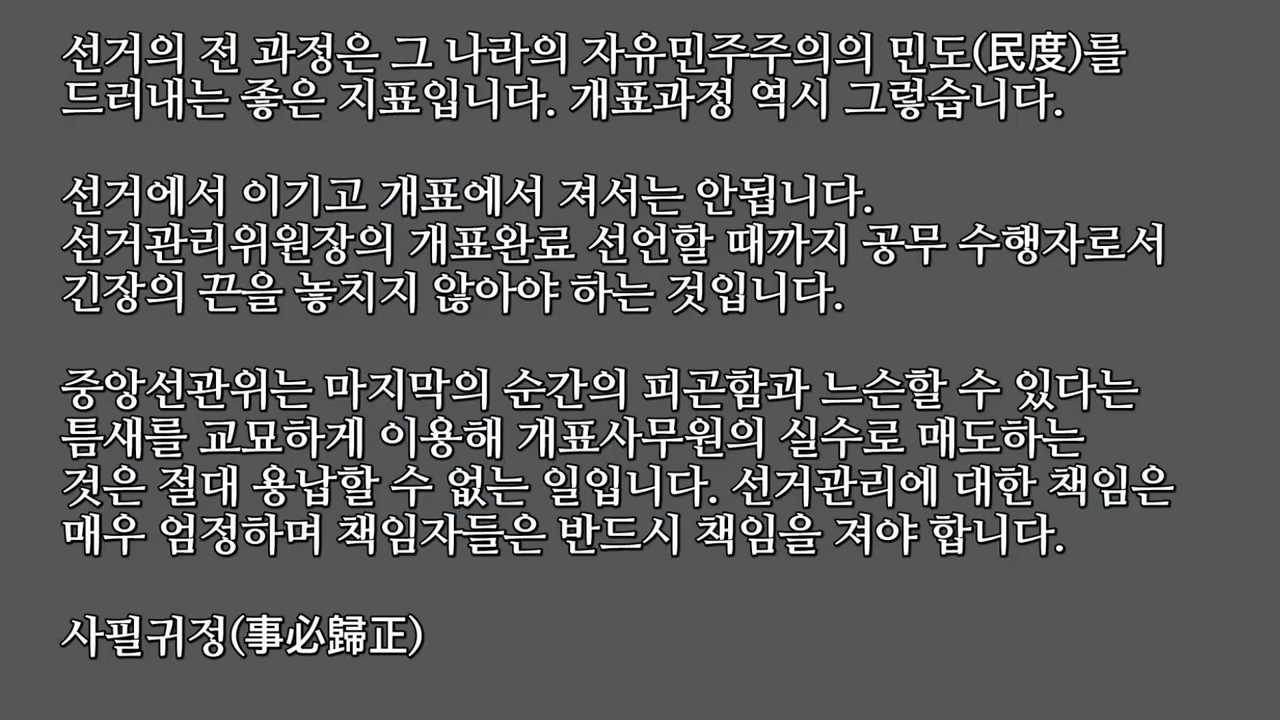 선거의 전 과정은 그 나라의 자유민주주의의 민도(民度)를
드러내는 좋은 지표입니다. 개표과정 역시 그렇습니다.
선거에서 이기고 개표에서 져서는 안됩니다.
선거관리위원장의 개표완료 선언할 때까지 공무 수행자로서
긴장의 끈을 놓치지 않아야 하는 것입니다.
중앙선관위는 마지막의 순간의 피곤함과 느슨할 수 있다는
틈새를 교묘하게 이용해 개표사무원의 실수로 매도하는
것은 절대 용납할 수 없는 일입니다. 선거관리에 대한 책임은
매우 엄정하며 책임자들은 반드시 책임을 져야 합니다.
사필귀정(事必歸正)